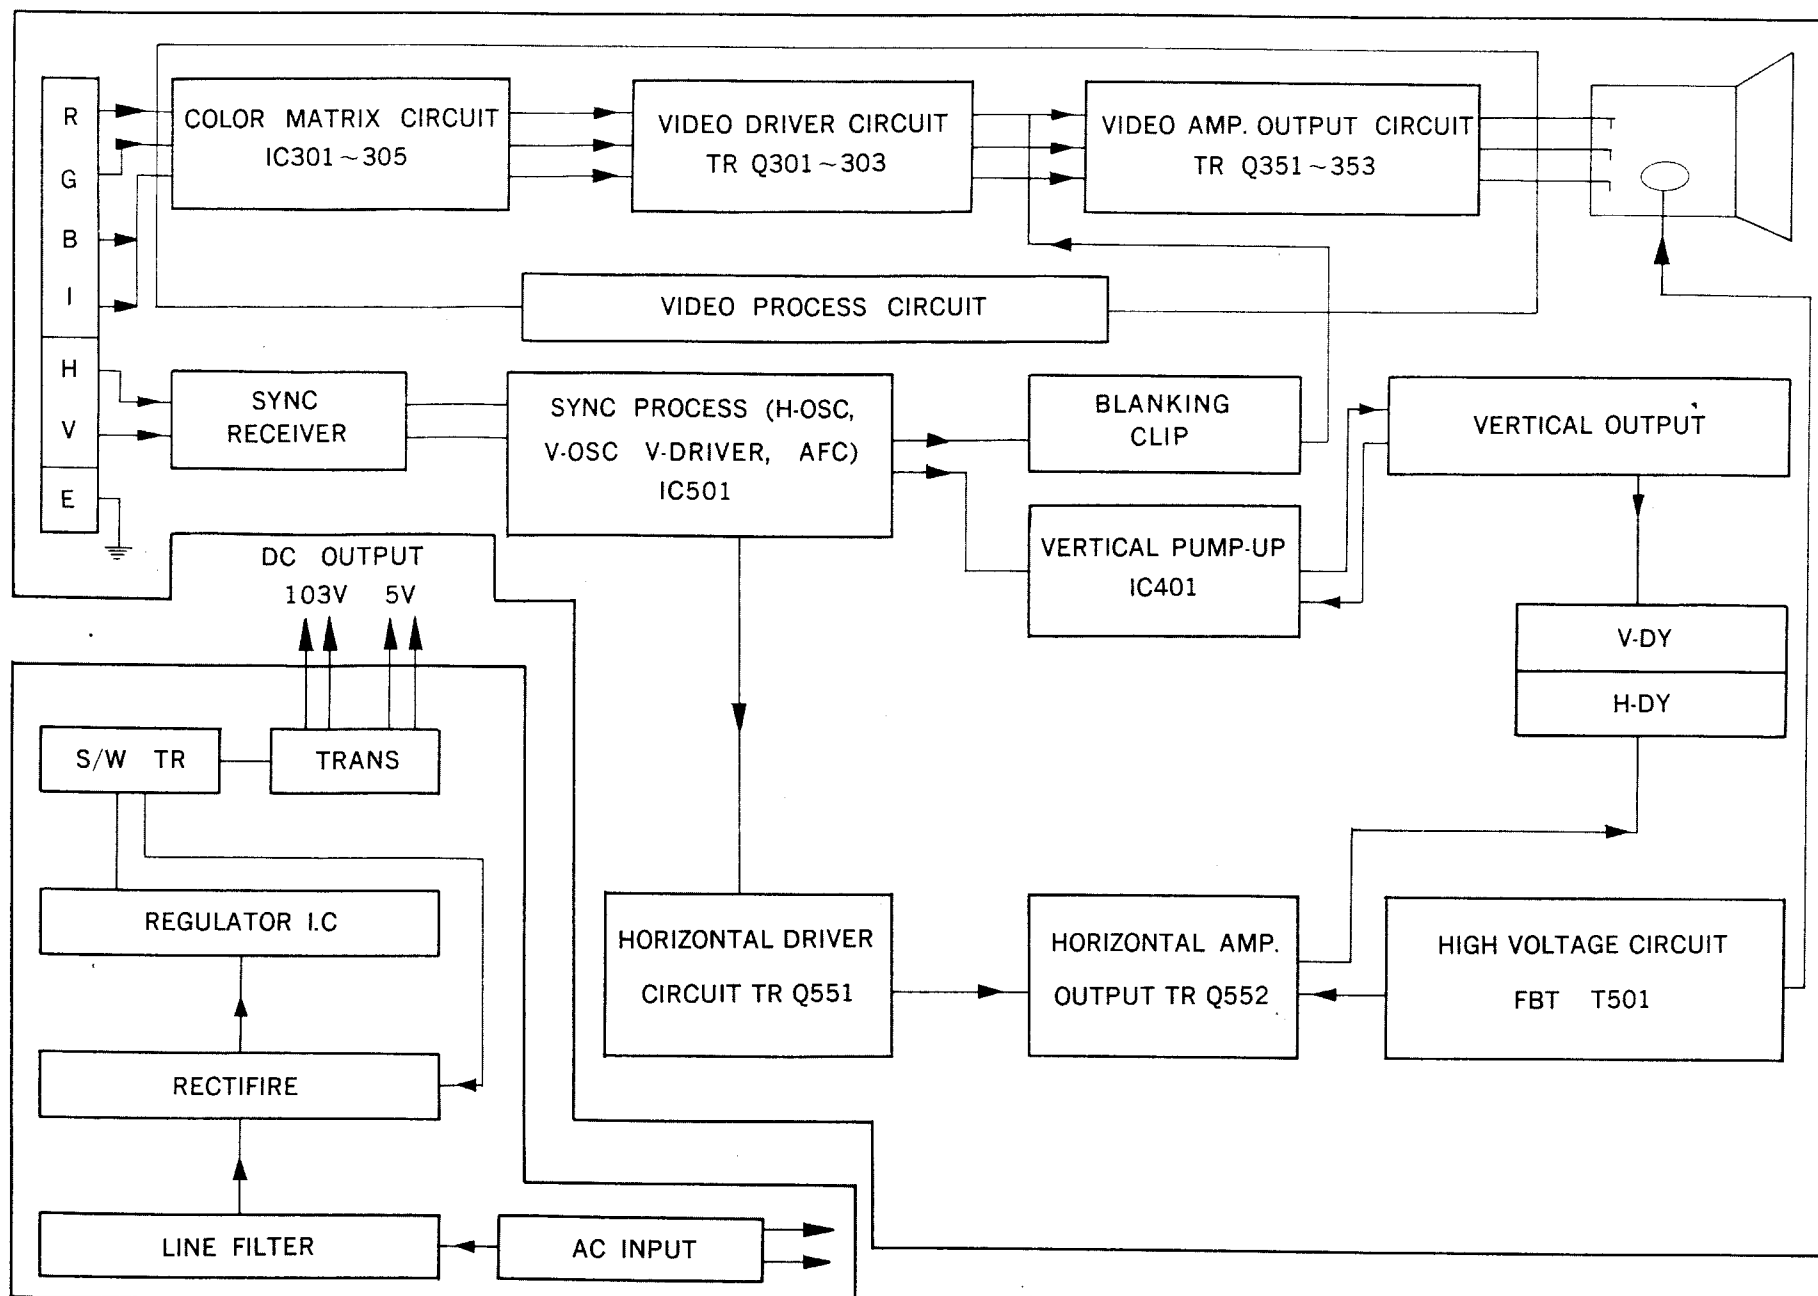 R
G
B
I
H
V
E
COLOR MATRIX CIRCUIT
IC301~305
VIDEO DRIVER CIRCUIT
TR Q301~303
VIDEO AMP. OUTPUT CIRCUIT
TR Q351~353
VIDEO PROCESS CIRCUIT
SYNC
RECEIVER
SYNC PROCESS (H-OSC,
V-OSC V-DRIVER, AFC)
IC501
BLANKING
CLIP
VERTICAL OUTPUT
VERTICAL PUMP-UP
IC401
V-DY
H-DY
DC OUTPUT
103V 5V
S/W TR
TRANS
REGULATOR I.C
RECTIFIRE
LINE FILTER
AC INPUT
HORIZONTAL DRIVER
CIRCUIT TR Q551
HORIZONTAL AMP.
OUTPUT TR Q552
HIGH VOLTAGE CIRCUIT
FBT T501